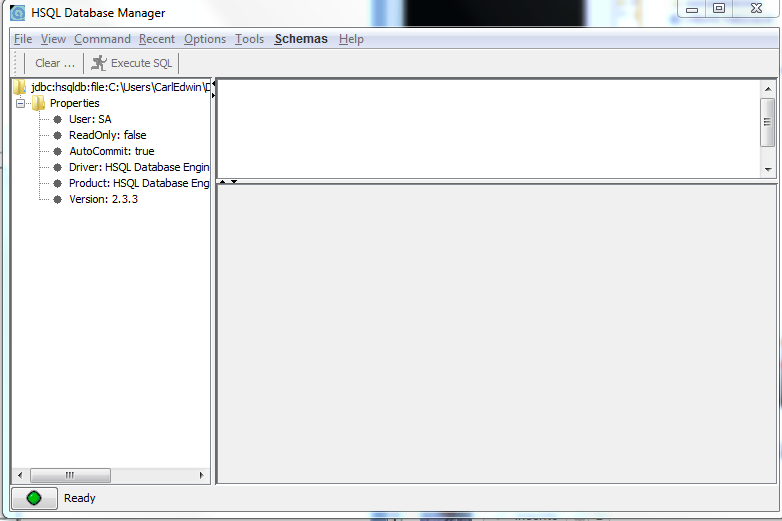 HSQL Database Manager
File View Command Recent Options Tools Schemas Help
Clear ... Execute SQL
jdbc:hsqldb:file:C:\Users\CarlEdwin\D
Properties
User: SA
ReadOnly: false
AutoCommit: true
Driver: HSQL Database Engin
Product: HSQL Database Eng
Version: 2.3.3
Ready